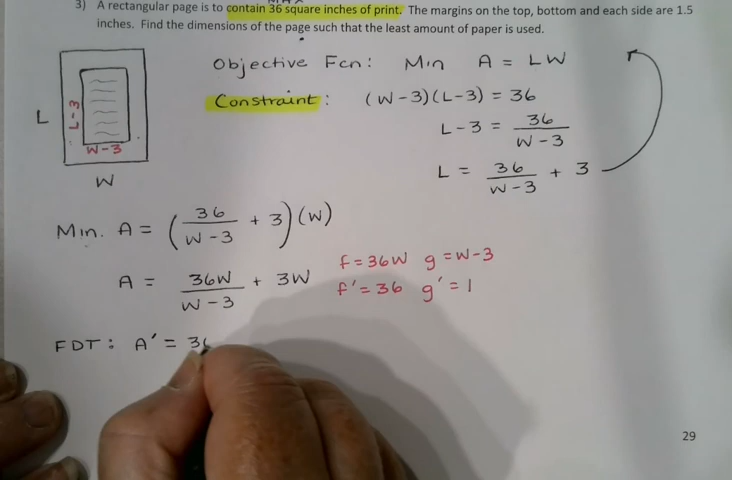 3) A rectangular page is to contain 36 square inches of print. The margins on the top, bottom and each side are 1.5
inches. Find the dimensions of the page such that the least amount of paper is used.
Objective Fcn: Min A = LW
Constraint: (W-3)(L-3) = 36
L-3 = 36/(W-3)
L = 36/(W-3) + 3
L
L-3
W-3
W
Min. A = (36/(W-3) + 3)(W)
A = 36W/(W-3) + 3W
f = 36W g = W-3
f' = 36 g' = 1
FDT: A' = 36
29